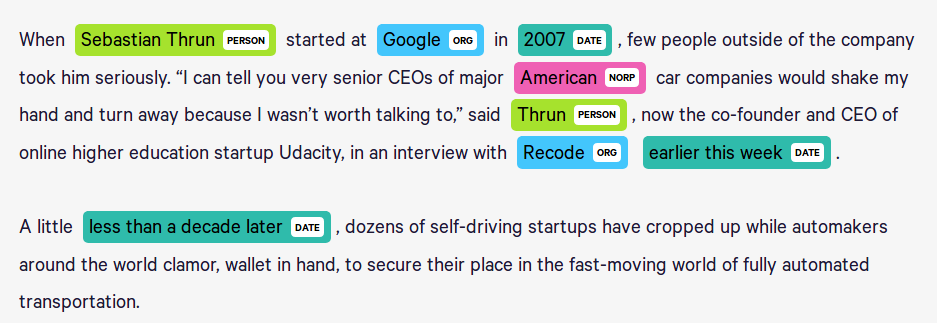 When Sebastian Thrun PERSON started at Google ORG in 2007 DATE , few people outside of the company
took him seriously. “I can tell you very senior CEOs of major American NORP car companies would shake my
hand and turn away because I wasn’t worth talking to,” said Thrun PERSON , now the co-founder and CEO of
online higher education startup Udacity, in an interview with Recode ORG earlier this week DATE .
A little less than a decade later DATE , dozens of self-driving startups have cropped up while automakers
around the world clamor, wallet in hand, to secure their place in the fast-moving world of fully automated
transportation.